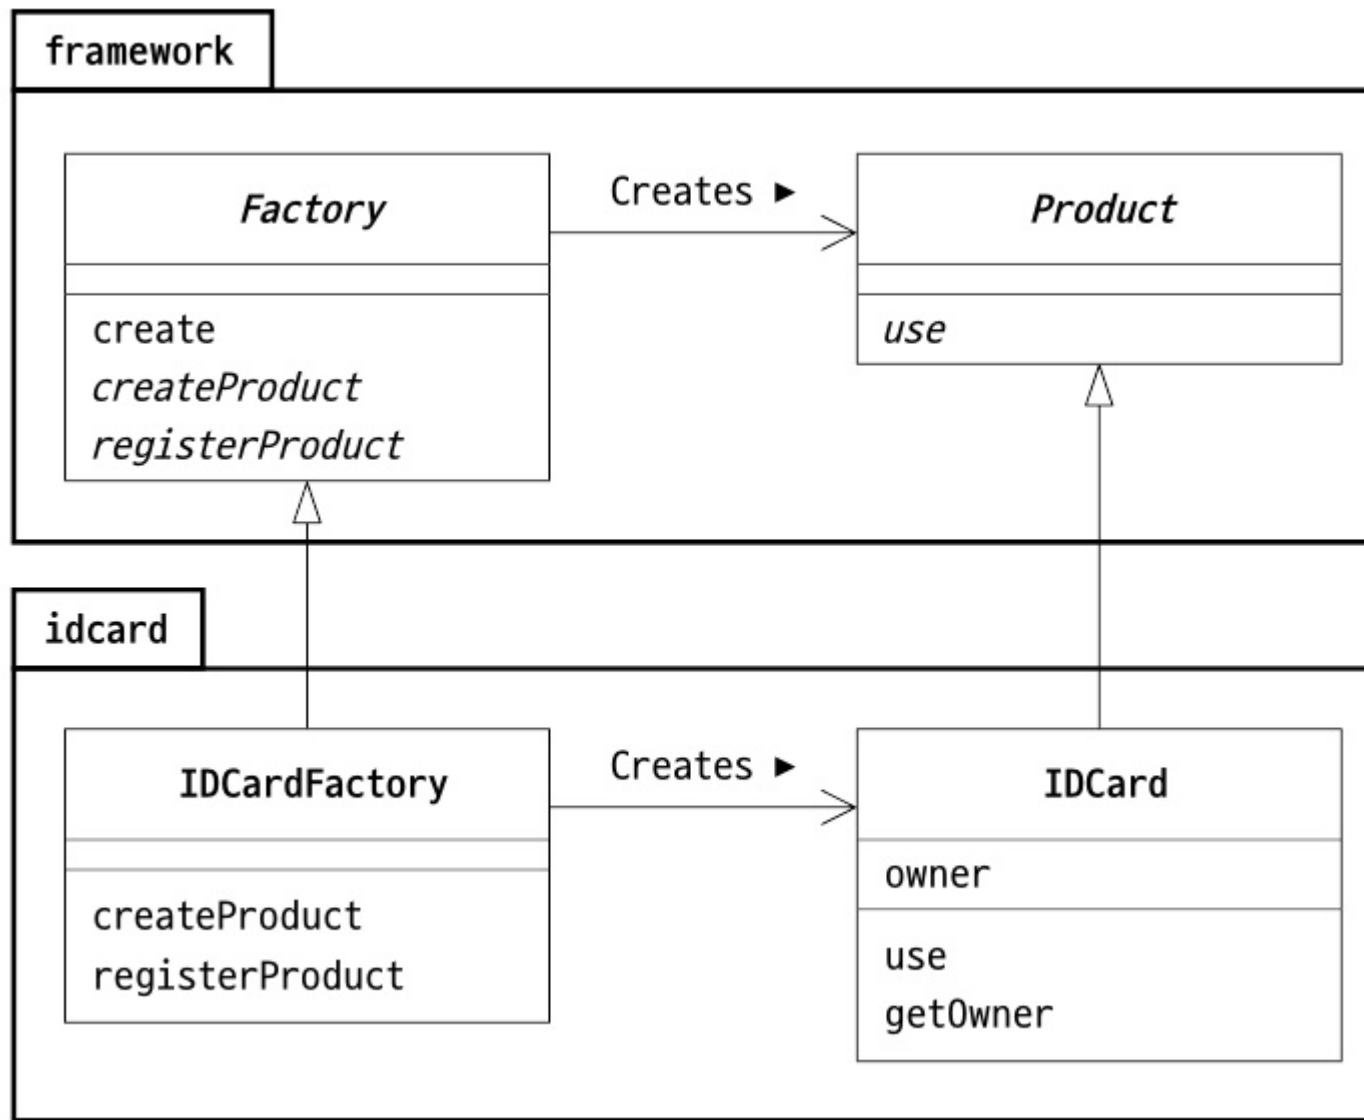 framework
Factory
Creates ►
Product
create
createProduct
registerProduct
use
idcard
IDCardFactory
Creates ►
IDCard
createProduct
registerProduct
owner
use
getOwner